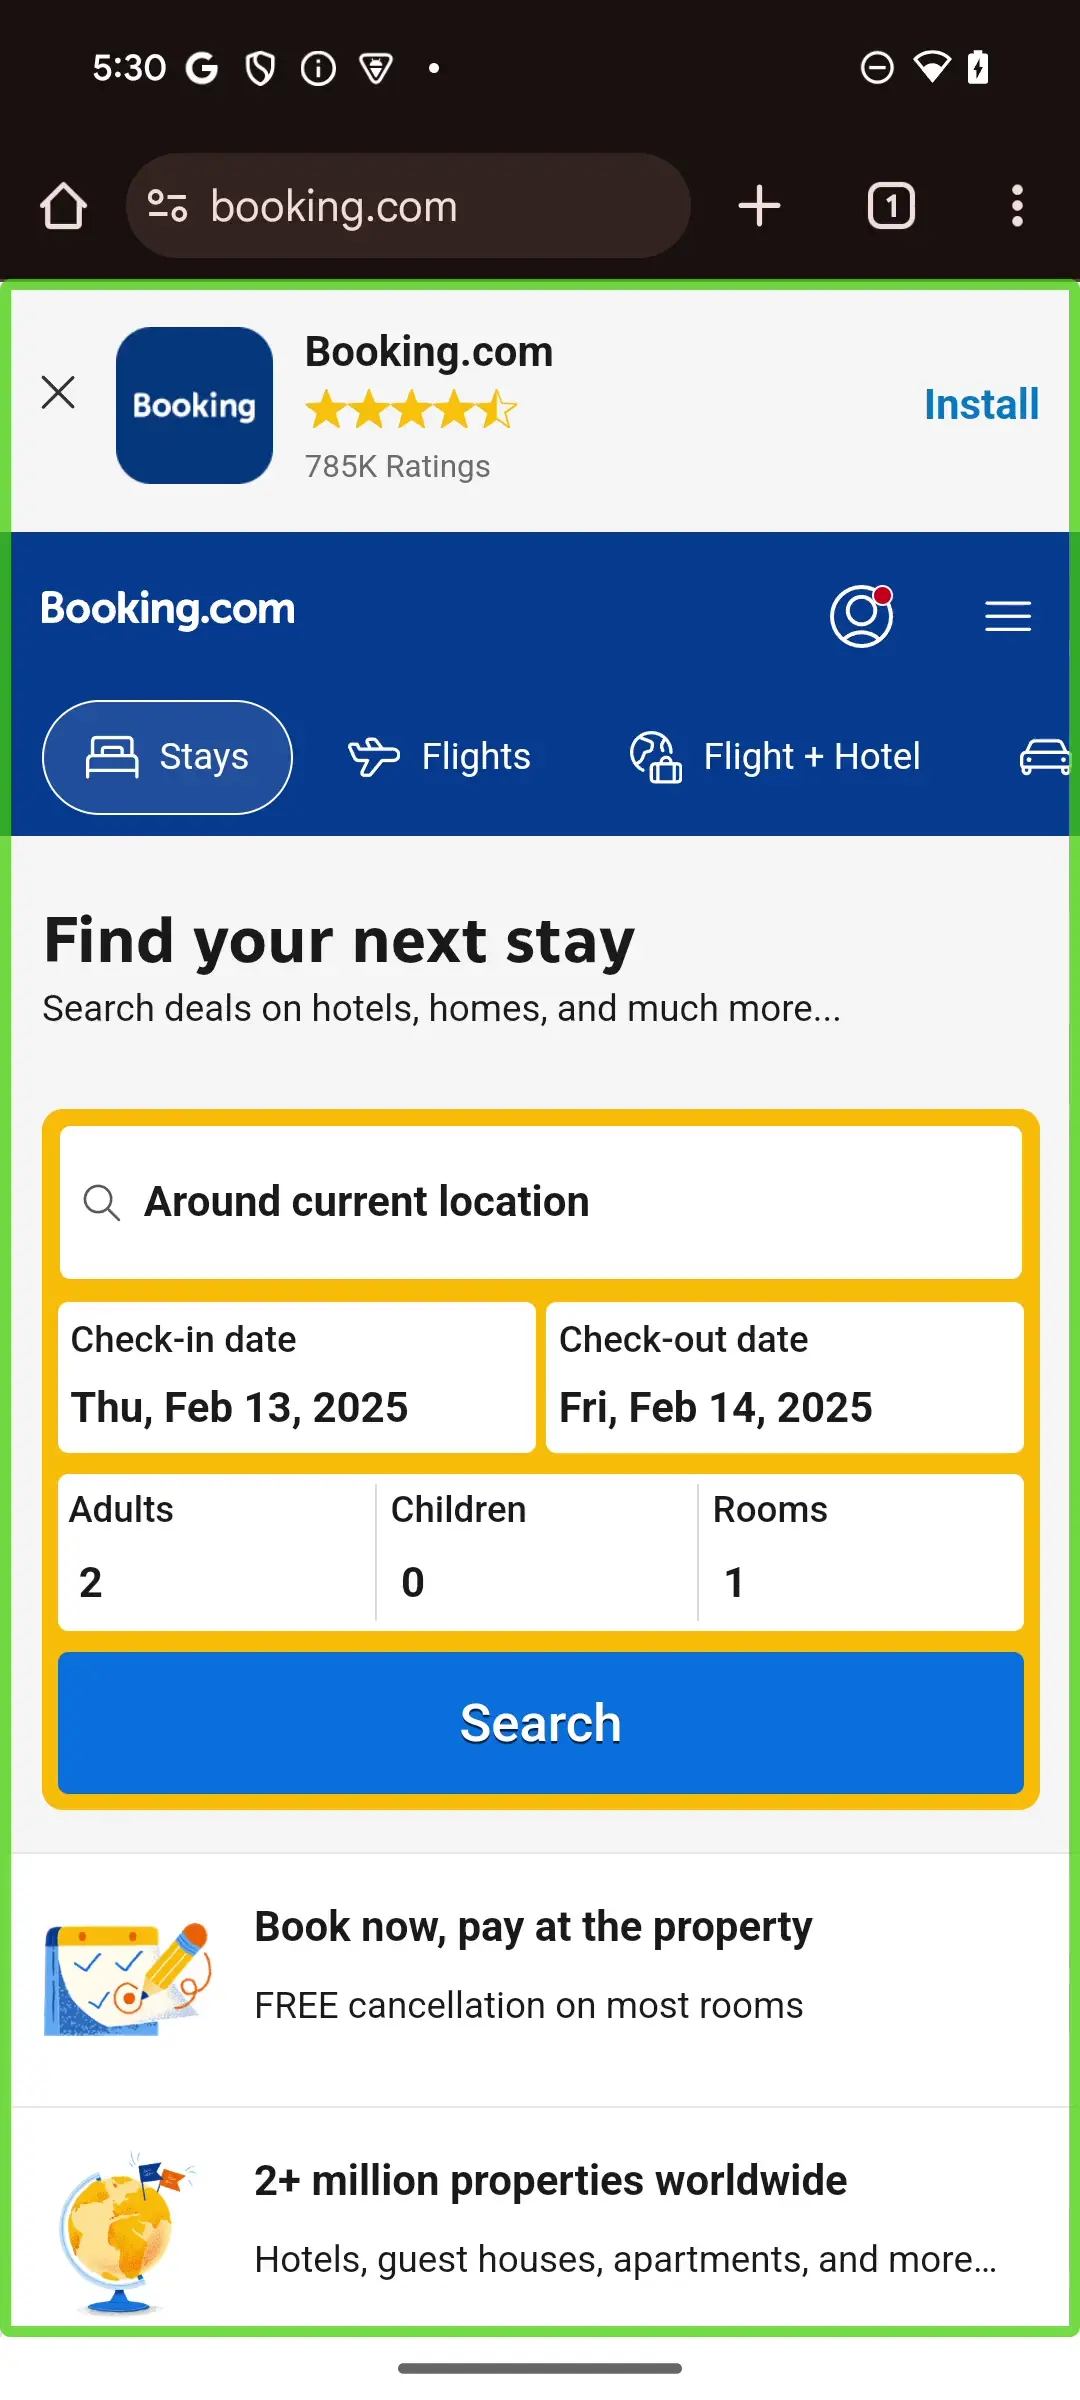 5:30
booking.com
1
Booking.com
Booking
785K Ratings
Install
Booking.com
Stays
Flights
Flight + Hotel
Find your next stay
Search deals on hotels, homes, and much more...
Around current location
Check-in date
Thu, Feb 13, 2025
Check-out date
Fri, Feb 14, 2025
Adults
2
Children
0
Rooms
1
Search
Book now, pay at the property
FREE cancellation on most rooms
2+ million properties worldwide
Hotels, guest houses, apartments, and more...